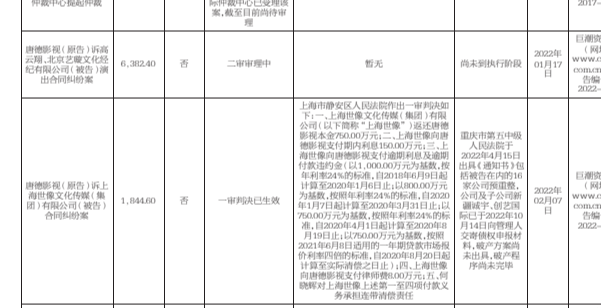 仲裁中心提起仲裁
际仲裁中心已受理该
案,截至目前尚待审
理
2017-
唐德影视(原告)诉高
云翔、北京艺璇文化经
纪有限公司(被告)演
出合同纠纷案
6,382.40
否
二审审理中
暂无
尚未到执行阶段
2022年
01月17
日
巨潮资
(网
www.c
com.cn
告编
2022-
唐德影视(原告)诉上
海世像文化传媒(集
团)有限公司(被告)
合同纠纷案
1,844.60
否
一审判决已生效
上海市静安区人民法院作出一审判决如
下:一、上海世像文化传媒(集团)有限
公司(以下简称“上海世像”)返还唐德
影视本金750.00万元;二、上海世像向唐
德影视支付期内利息150.00万元;三、上
海世像向唐德影视支付逾期利息及逾期
付款违约金(以1,000.00万元为基数,按
年利率24%的标准,自2018年6月9日起
计算至2020年1月6日止;以800.00万元
为基数,按照年利率24%的标准,自2020
年1月7日起计算至2020年3月31日止;以
750.00万元为基数,按照年利率24%的标
准,自2020年4月1日起计算至2020年8
月19日止;以750.00万元为基数,按照
2021年6月8日适用的一年期贷款市场报
价利率四倍的标准,自2020年8月20日起
计算至实际清偿之日止);四、上海世像
向唐德影视支付律师费8.00万元;五、何
晓辉对上海世像上述第一至四项付款义
务承担连带清偿责任
重庆市第五中级
人民法院于
2022年4月15日
出具《通知书》包
括被告在内的16
家公司预重整,
公司及子公司新
疆诚宇、创艺国
际已于2022年10
月14日向管理人
交寄债权申报材
料,破产方案尚
未出具,破产程
序尚未完毕
2022年
02月07
日
巨潮资
(网
www.c
com.cn
告编
2022-